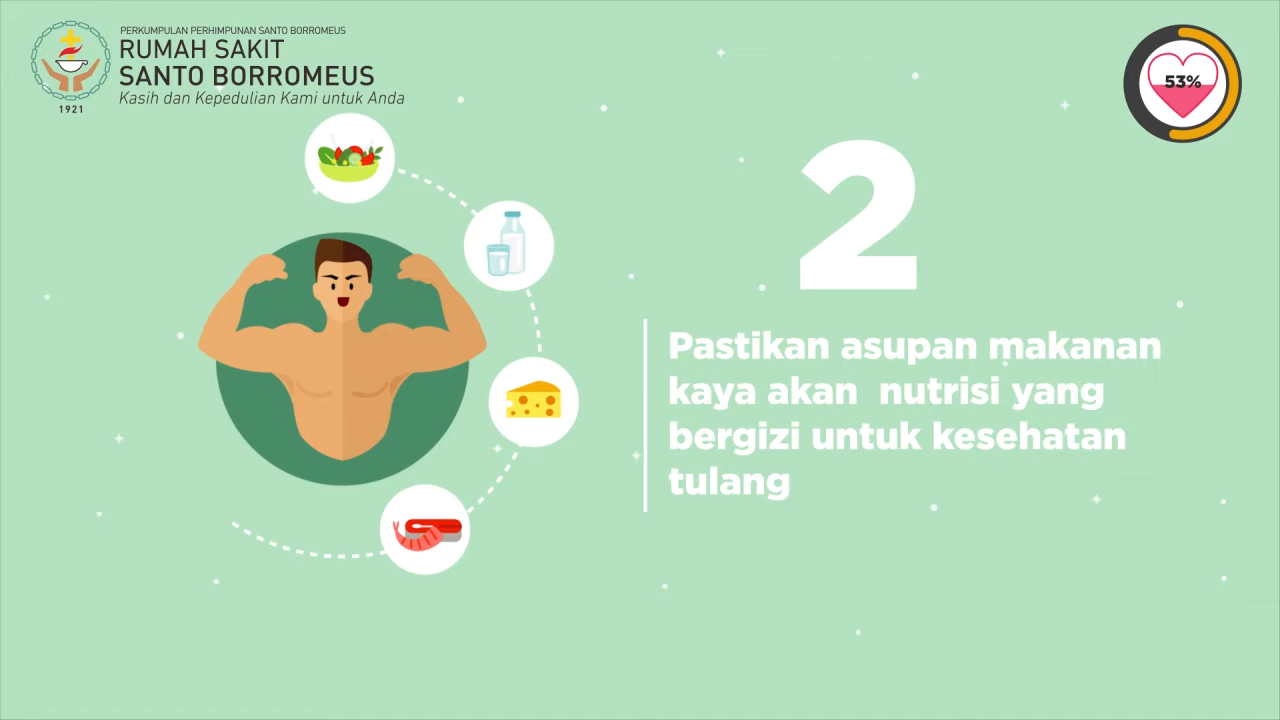 PERKUMPULAN PERHIMPUNAN SANTO BORROMEUS
RUMAH SAKIT
SANTO BORROMEUS
Kasih dan Kepedulian Kami untuk Anda
1921
53%
2
Pastikan asupan makanan
kaya akan  nutrisi yang
bergizi untuk kesehatan
tulang